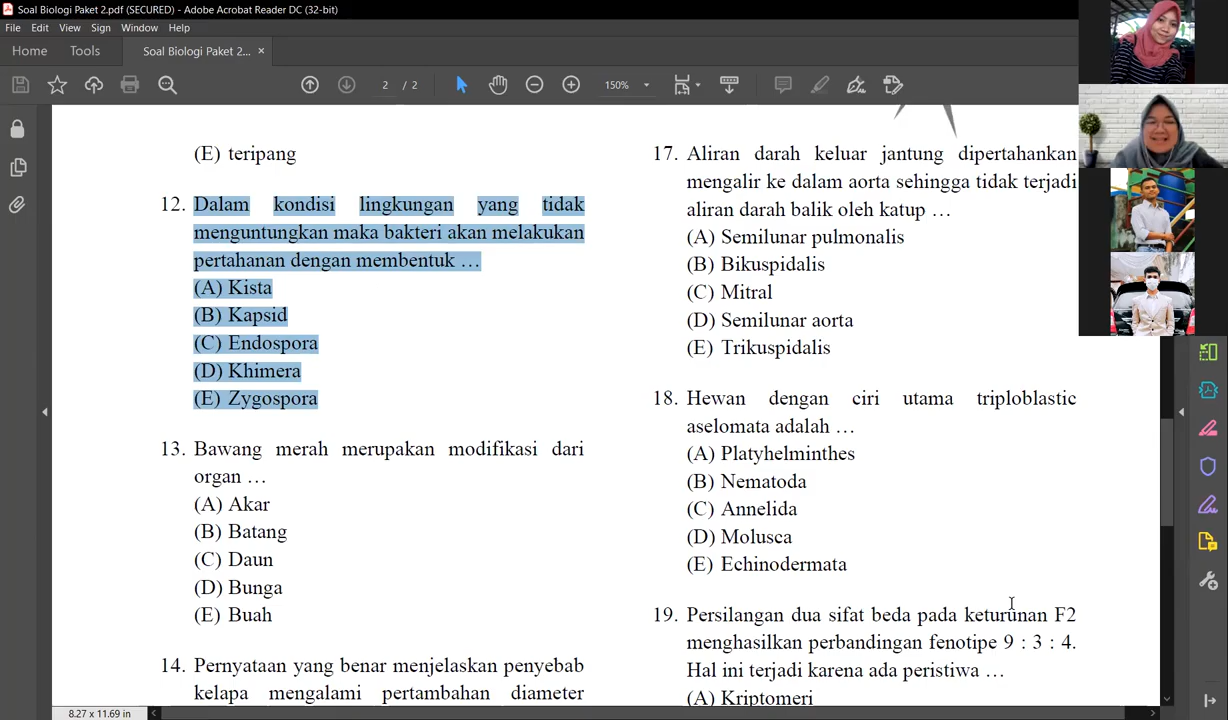 Soal Biologi Paket 2.pdf (SECURED) - Adobe Acrobat Reader DC (32-bit)
File Edit View Sign Window Help
Home Tools Soal Biologi Paket 2... ×
2 / 2 150%
(E) teripang
12. Dalam kondisi lingkungan yang tidak
menguntungkan maka bakteri akan melakukan
pertahanan dengan membentuk …
(A) Kista
(B) Kapsid
(C) Endospora
(D) Khimera
(E) Zygospora
13. Bawang merah merupakan modifikasi dari
organ …
(A) Akar
(B) Batang
(C) Daun
(D) Bunga
(E) Buah
14. Pernyataan yang benar menjelaskan penyebab
kelapa mengalami pertambahan diameter
17. Aliran darah keluar jantung dipertahankan
mengalir ke dalam aorta sehingga tidak terjadi
aliran darah balik oleh katup …
(A) Semilunar pulmonalis
(B) Bikuspidalis
(C) Mitral
(D) Semilunar aorta
(E) Trikuspidalis
18. Hewan dengan ciri utama triploblastic
aselomata adalah …
(A) Platyhelminthes
(B) Nematoda
(C) Annelida
(D) Molusca
(E) Echinodermata
19. Persilangan dua sifat beda pada keturunan F2
menghasilkan perbandingan fenotipe 9 : 3 : 4.
Hal ini terjadi karena ada peristiwa …
(A) Kriptomeri
8.27 x 11.69 in